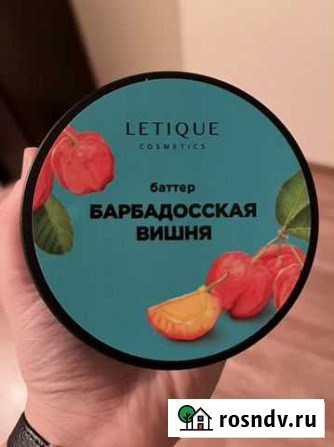 LETIQUE
COSMETICS
баттер
БАРБАДОССКАЯ
ВИШНЯ
rosndv.ru